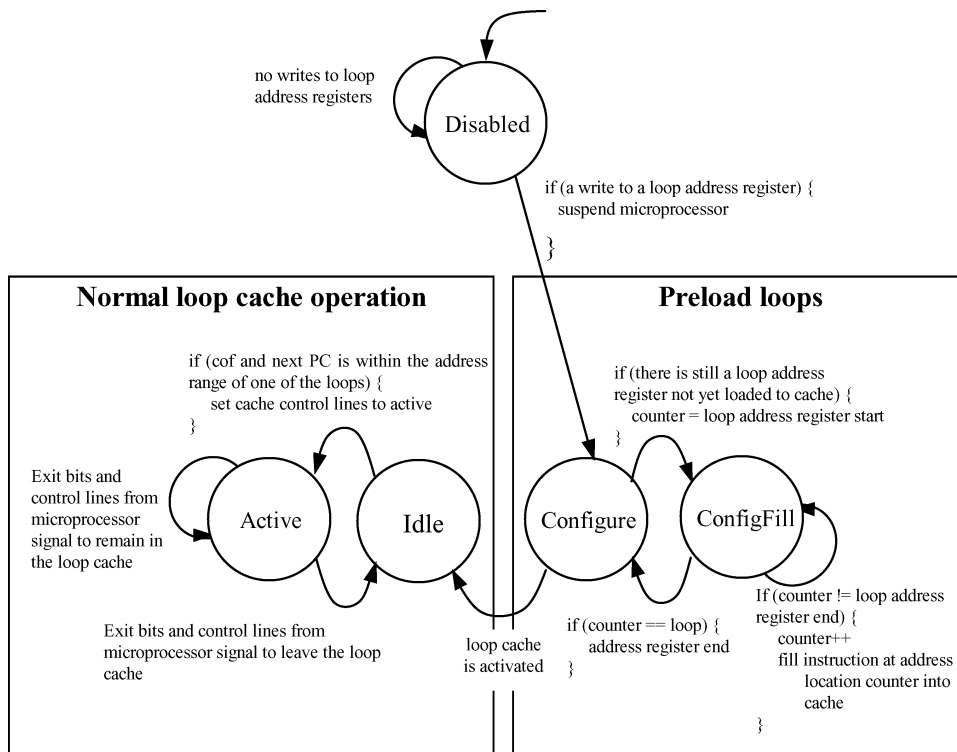 no writes to loop
address registers
Disabled
if (a write to a loop address register) {
suspend microprocessor
}
Normal loop cache operation
if (cof and next PC is within the address
range of one of the loops) {
set cache control lines to active
}
Exit bits and
control lines from
microprocessor
signal to remain in
the loop cache
Active
Idle
Exit bits and control lines from
microprocessor signal to leave the loop
cache
loop cache
is activated
Preload loops
if (there is still a loop address
register not yet loaded to cache) {
counter = loop address register start
}
Configure
ConfigFill
if (counter == loop) {
address register end
}
If (counter != loop address
register end) {
counter++
fill instruction at address
location counter into
cache
}